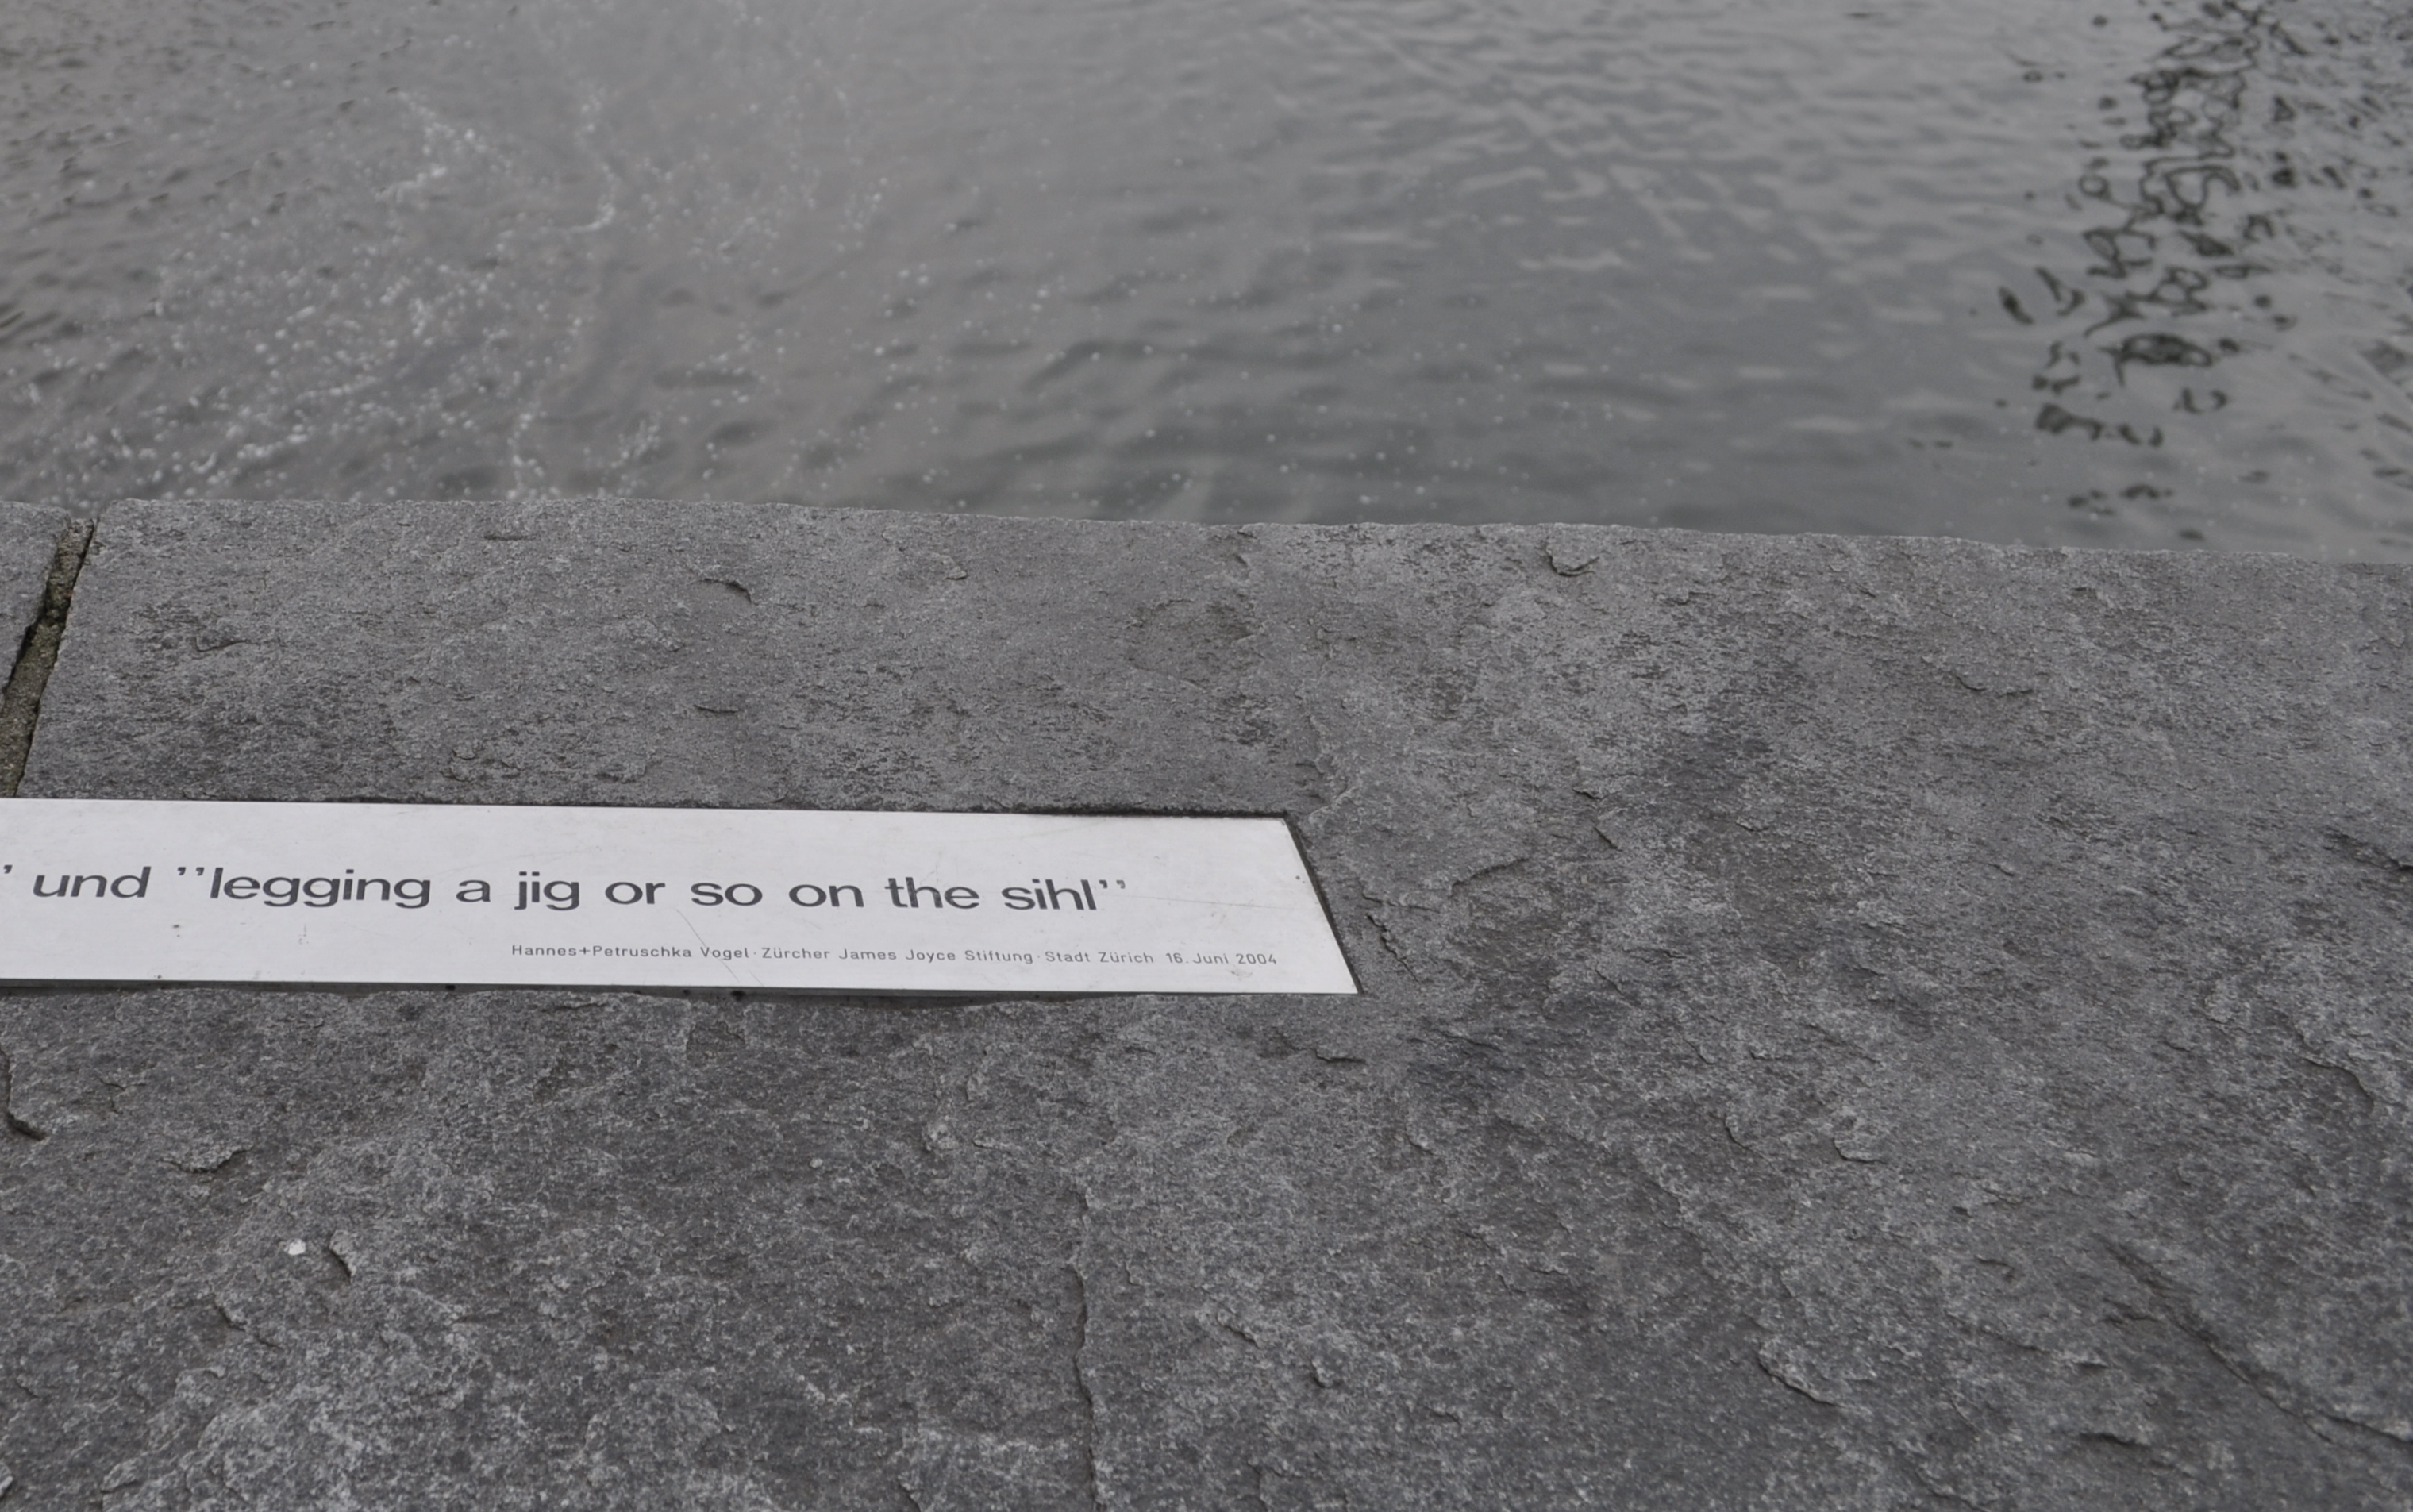 ’ und ’’legging a jig or so on the sihl’’
Hannes+Petruschka Vogel · Zürcher James Joyce Stiftung · Stadt Zürich 16. Juni 2004